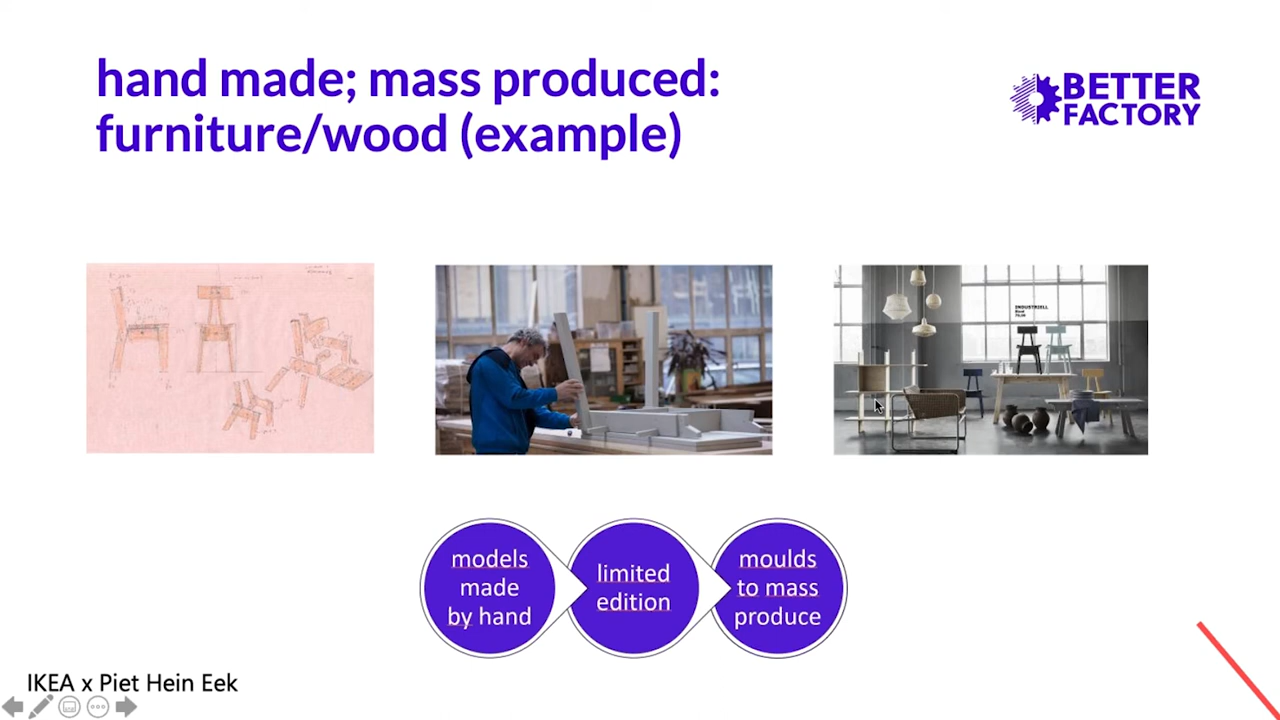 hand made; mass produced:
furniture/wood (example)
BETTER
FACTORY
INDUSTRIELL
models
made
by hand
limited
edition
moulds
to mass
produce
IKEA x Piet Hein Eek